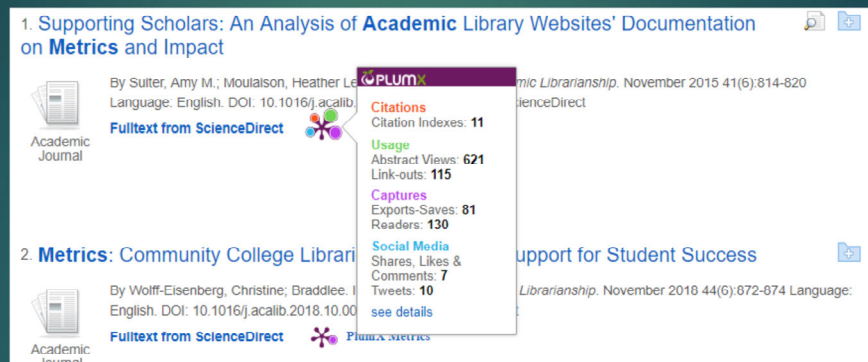 1. Supporting Scholars: An Analysis of Academic Library Websites' Documentation
on Metrics and Impact
By Suiter, Amy M.; Moulaison, Heather Le mic Librarianship. November 2015 41(6):814-820
Language: English. DOI: 10.1016/j.acalib. cienceDirect
Fulltext from ScienceDirect
Academic
Journal
PLUMX
Citations
Citation Indexes: 11
Usage
Abstract Views: 621
Link-outs: 115
Captures
Exports-Saves: 81
Readers: 130
Social Media
Shares, Likes &
Comments: 7
Tweets: 10
see details
2. Metrics: Community College Librari upport for Student Success
By Wolff-Eisenberg, Christine; Braddlee. I Librarianship. November 2018 44(6):872-874 Language:
English. DOI: 10.1016/j.acalib.2018.10.00
Fulltext from ScienceDirect PlumX Metrics
Academic
Journal